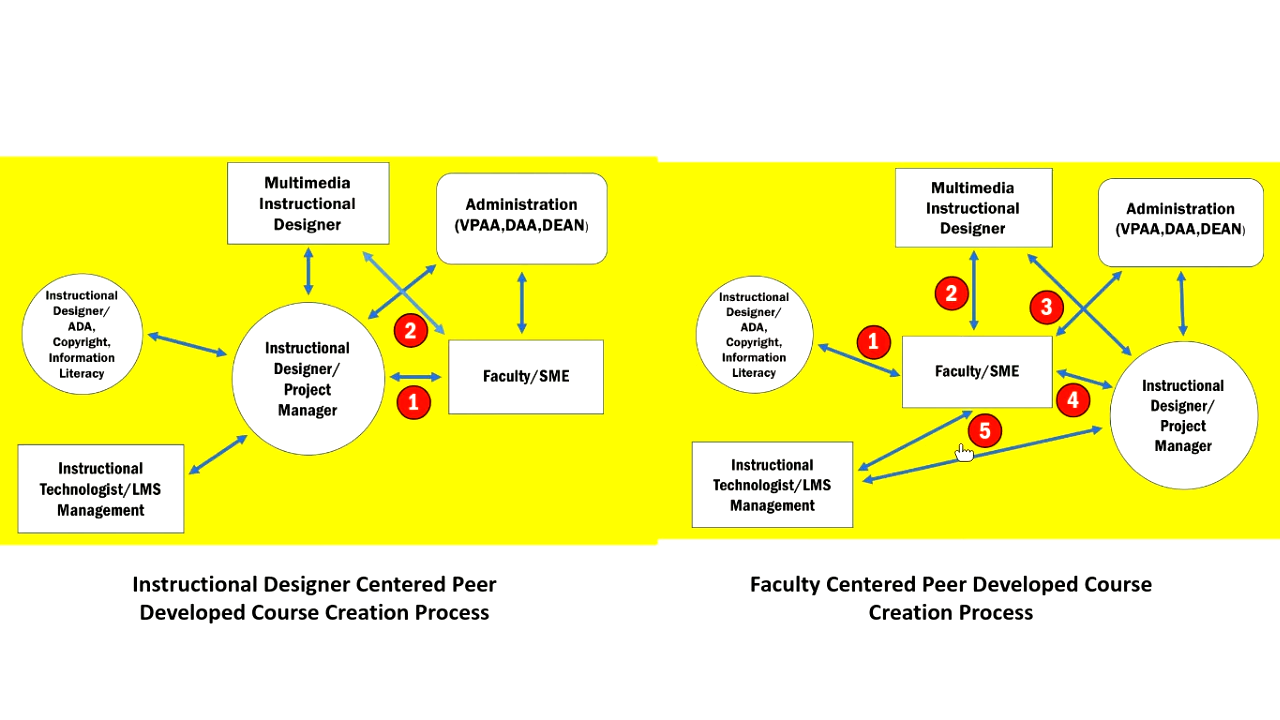 Multimedia
Instructional
Designer
Administration
(VPAA,DAA,DEAN)
Instructional
Designer/
ADA,
Copyright,
Information
Literacy
Instructional
Designer/
Project
Manager
2
Faculty/SME
1
Instructional
Technologist/LMS
Management
Instructional Designer Centered Peer
Developed Course Creation Process
Multimedia
Instructional
Designer
Administration
(VPAA,DAA,DEAN)
2
3
Instructional
Designer/
ADA,
Copyright,
Information
Literacy
1
Faculty/SME
4
Instructional
Designer/
Project
Manager
5
Instructional
Technologist/LMS
Management
Faculty Centered Peer Developed Course
Creation Process